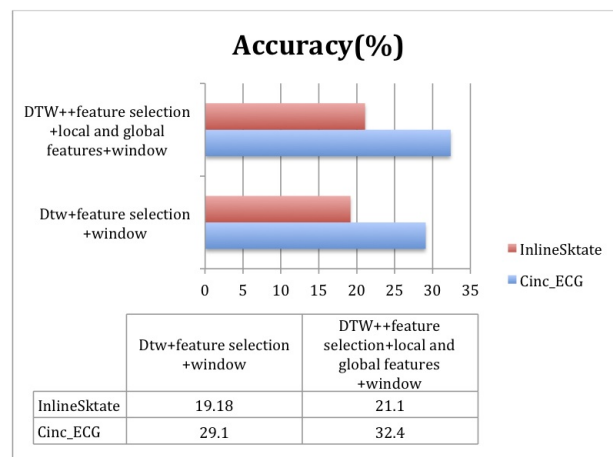 Accuracy(%)
DTW++feature selection
+local and global
features+window
Dtw+feature selection
+window
0 5 10 15 20 25 30 35
InlineSktate
Cinc_ECG
Dtw+feature selection
+window
DTW++feature
selection+local and
global features
+window
InlineSktate 19.18 21.1
Cinc_ECG 29.1 32.4